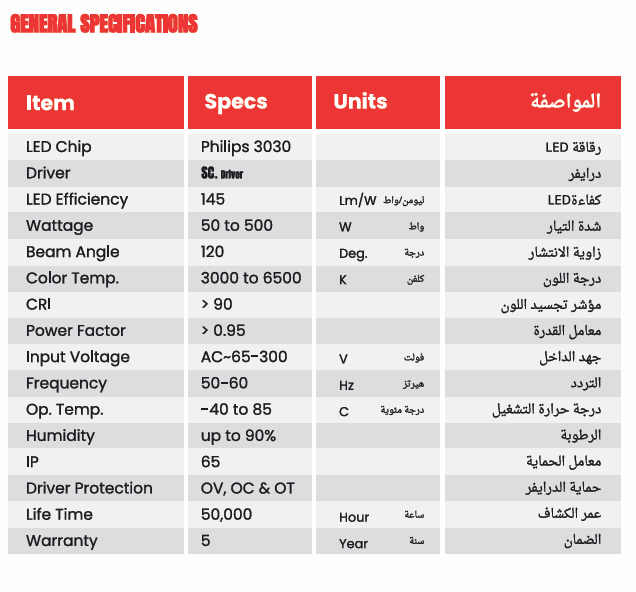 GENERAL SPECIFICATIONS
Item Specs Units المواصفة
LED Chip Philips 3030 رقاقة LED
Driver SC. Driver درايفر
LED Efficiency 145 Lm/W ليومن/واط كفاءةLED
Wattage 50 to 500 W واط شدة التيار
Beam Angle 120 Deg. درجة زاوية الانتشار
Color Temp. 3000 to 6500 K كلفن درجة اللون
CRI > 90 مؤشر تجسيد اللون
Power Factor > 0.95 معامل القدرة
Input Voltage AC~65-300 V فولت جهد الداخل
Frequency 50-60 Hz هيرتز التردد
Op. Temp. -40 to 85 C درجة مئوية درجة حرارة التشغيل
Humidity up to 90% الرطوبة
IP 65 معامل الحماية
Driver Protection OV, OC & OT حماية الدرايفر
Life Time 50,000 Hour ساعة عمر الكشاف
Warranty 5 Year سنة الضمان